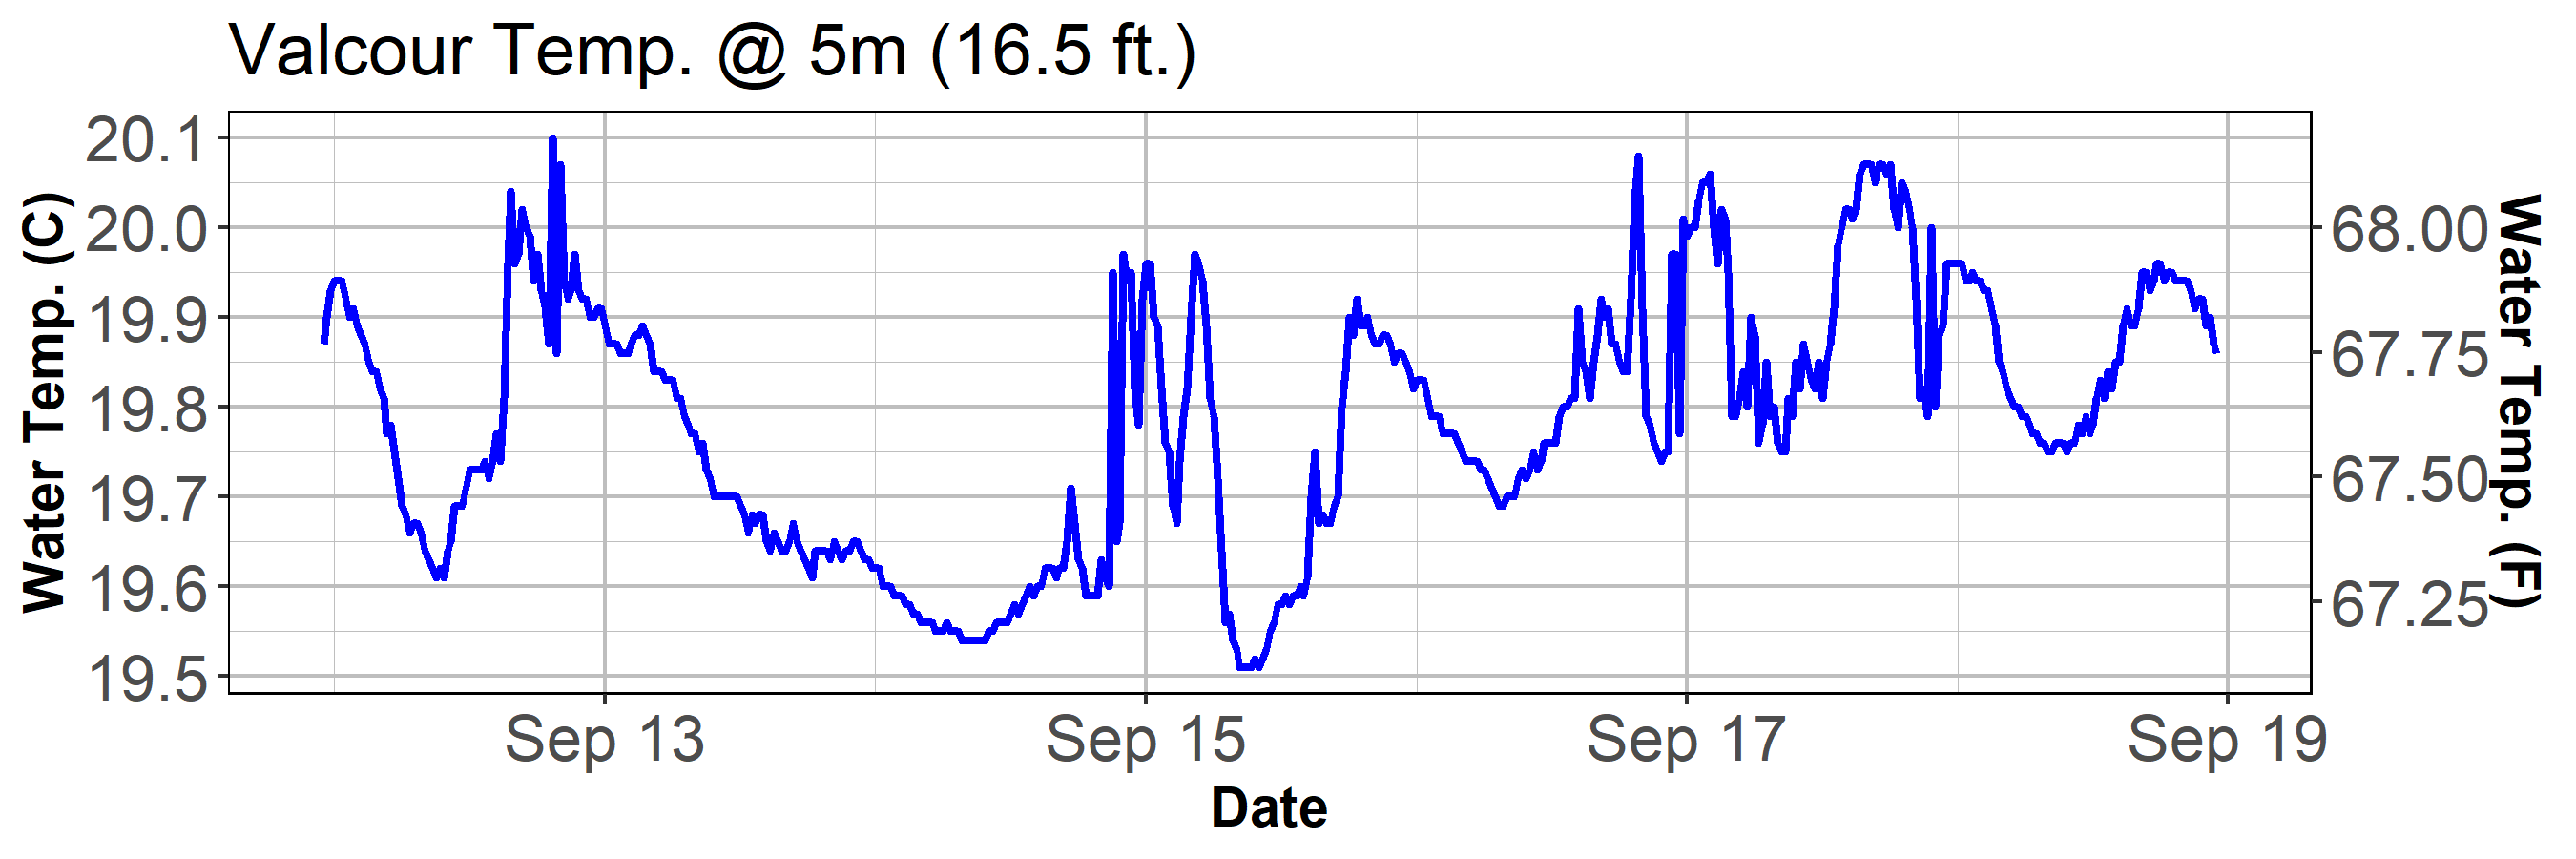 Valcour Temp. @ 5m (16.5 ft.)
Water Temp. (C)
20.1
20.0
19.9
19.8
19.7
19.6
19.5
68.00
67.75
67.50
67.25
Water Temp. (F)
Sep 13 Sep 15 Sep 17 Sep 19
Date